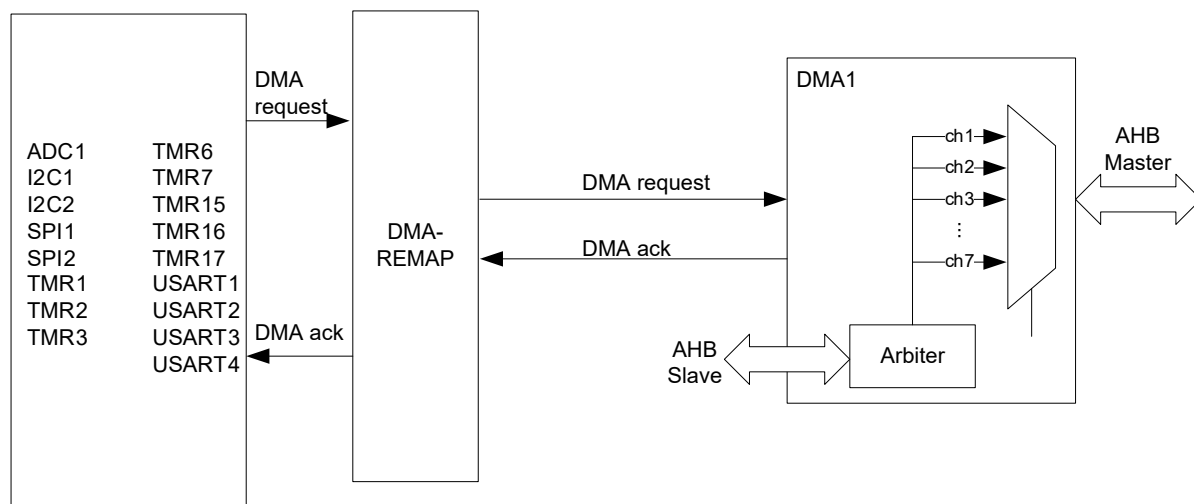 DMA
request
ADC1
I2C1
I2C2
SPI1
SPI2
TMR1
TMR2
TMR3
TMR6
TMR7
TMR15
TMR16
TMR17
USART1
USART2
USART3
USART4
DMA ack
DMA-
REMAP
DMA request
DMA ack
DMA1
ch1
ch2
ch3
...
ch7
Arbiter
AHB
Slave
AHB
Master